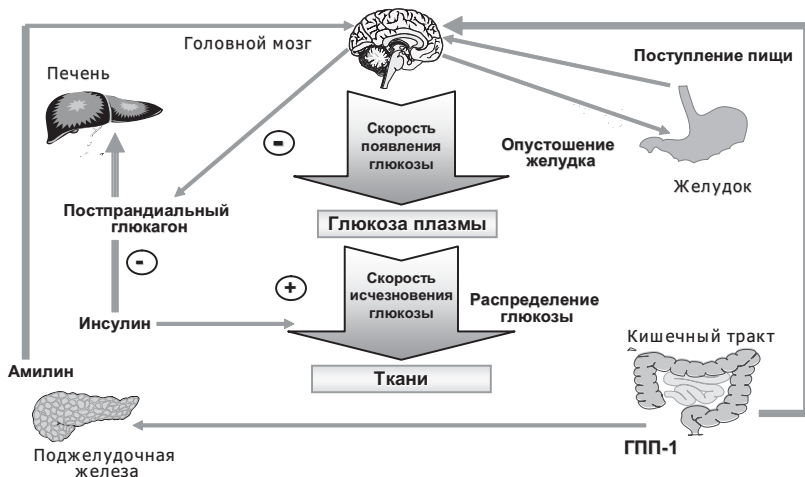 Головной мозг
Поступление пищи
Печень
-
Скорость
появления
глюкозы
Опустошение
желудка
Желудок
Постпрандиальный
глюкагон
Глюкоза плазмы
-
+
Скорость
исчезновения
глюкозы
Распределение
глюкозы
Инсулин
Кишечный тракт
Амилин
Ткани
ГПП-1
Поджелудочная
железа